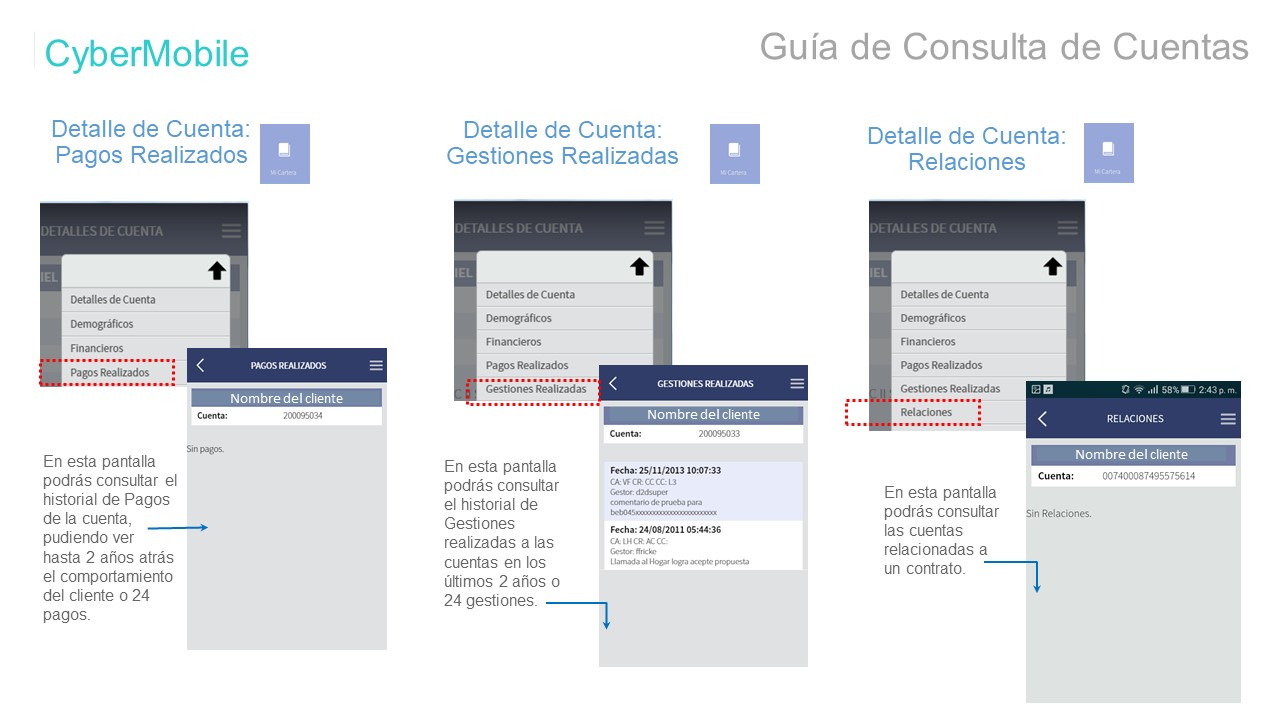 CyberMobile
Guía de Consulta de Cuentas
Detalle de Cuenta:
Pagos Realizados
Mi Cartera
DETALLES DE CUENTA
IEL
Detalles de Cuenta
Demográficos
Financieros
Pagos Realizados
PAGOS REALIZADOS
Nombre del cliente
Cuenta: 200095034
Sin pagos.
En esta pantalla
podrás consultar el
historial de Pagos
de la cuenta,
pudiendo ver
hasta 2 años atrás
el comportamiento
del cliente o 24
pagos.
Detalle de Cuenta:
Gestiones Realizadas
Mi Cartera
DETALLES DE CUENTA
IEL
Detalles de Cuenta
Demográficos
Financieros
Pagos Realizados
Gestiones Realizadas
GESTIONES REALIZADAS
Nombre del cliente
Cuenta: 200095033
Fecha: 25/11/2013 10:07:33
CA: VF CR: CC CC: L3
Gestor: d2dsuper
comentario de prueba para
Fecha: 24/08/2011 05:44:36
CA: LH CR: AC CC:
Gestor: ffricke
Llamada al Hogar logra acepte propuesta
En esta pantalla
podrás consultar
el historial de
Gestiones
realizadas a las
cuentas en los
últimos 2 años o
24 gestiones.
Detalle de Cuenta:
Relaciones
Mi Cartera
DETALLES DE CUENTA
IEL
Detalles de Cuenta
Demográficos
Financieros
Pagos Realizados
Gestiones Realizadas
Relaciones
58% 2:43 p. m.
RELACIONES
Nombre del cliente
Cuenta: 007400087495575614
Sin Relaciones.
En esta pantalla
podrás consultar
las cuentas
relacionadas a
un contrato.